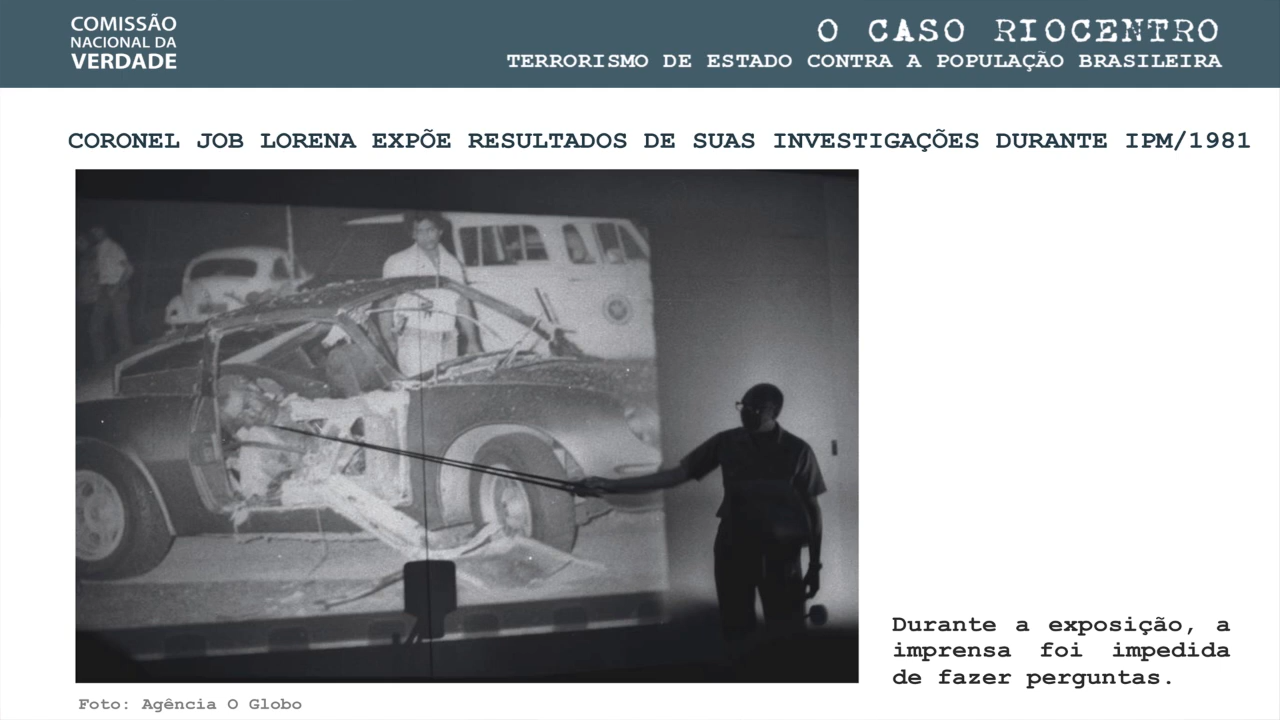 COMISSÃO
NACIONAL DA
VERDADE
O CASO RIOCENTRO
TERRORISMO DE ESTADO CONTRA A POPULAÇÃO BRASILEIRA
CORONEL JOB LORENA EXPÕE RESULTADOS DE SUAS INVESTIGAÇÕES DURANTE IPM/1981
Durante a exposição, a
imprensa foi impedida
de fazer perguntas.
Foto: Agência O Globo